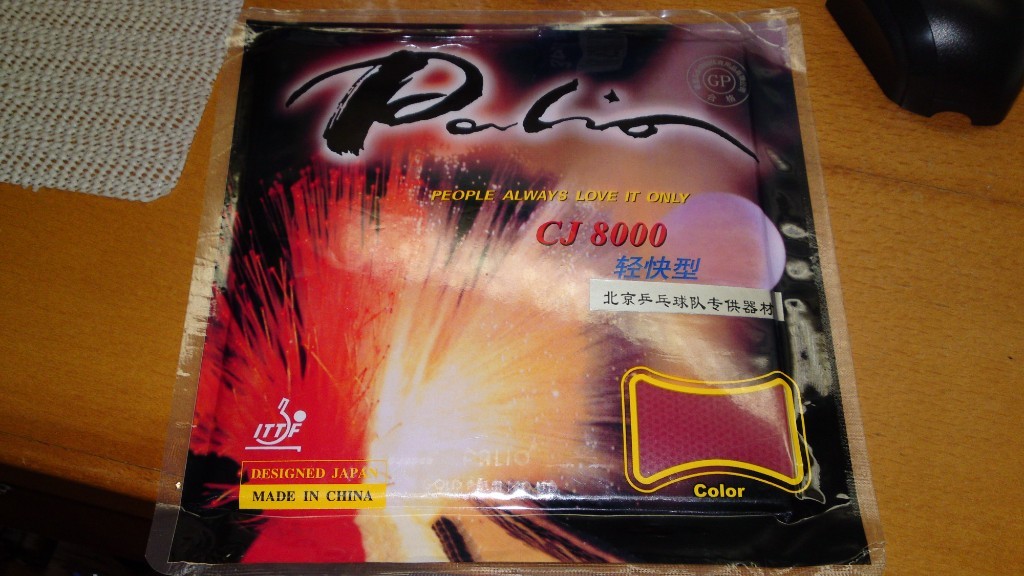 Palio
GP
PEOPLE ALWAYS LOVE IT ONLY
CJ 8000
轻快型
北京乒乓球队专供器材
ITTF
DESIGNED JAPAN
MADE IN CHINA
PALIO
Color